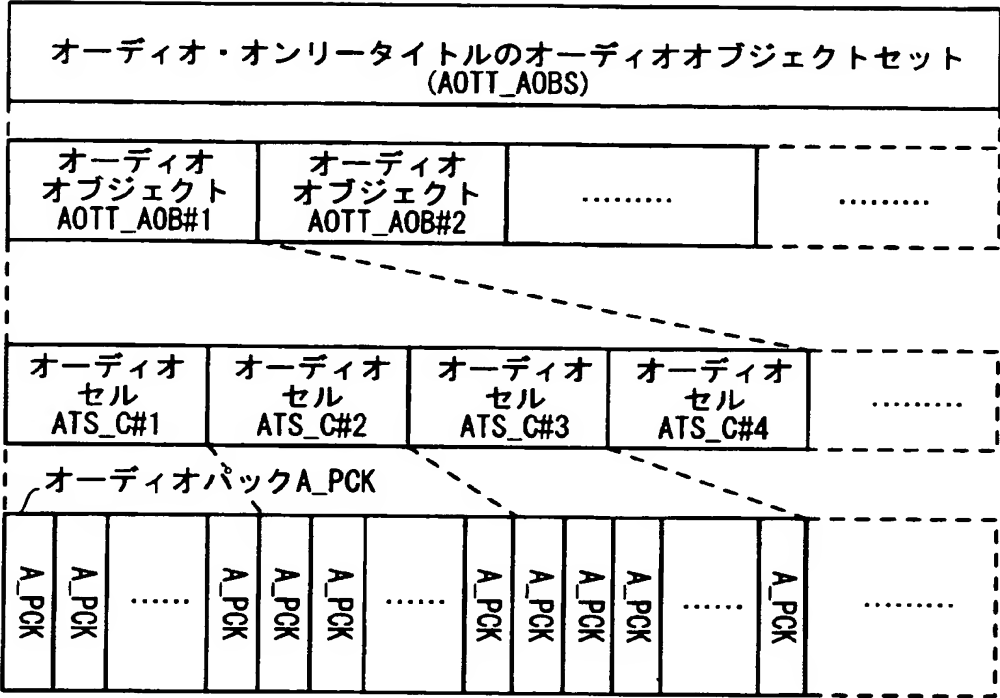 オーディオ・オンリータイトルのオーディオオブジェクトセット
(AOTT_AOBS)
オーディオ
オブジェクト
AOTT_AOB#1
オーディオ
オブジェクト
AOTT_AOB#2
………
………
オーディオ
セル
ATS_C#1
オーディオ
セル
ATS_C#2
オーディオ
セル
ATS_C#3
オーディオ
セル
ATS_C#4
………
オーディオパックA_PCK
A_PCK
A_PCK
……
A_PCK
A_PCK
A_PCK
……
A_PCK
A_PCK
A_PCK
A_PCK
……
A_PCK
………